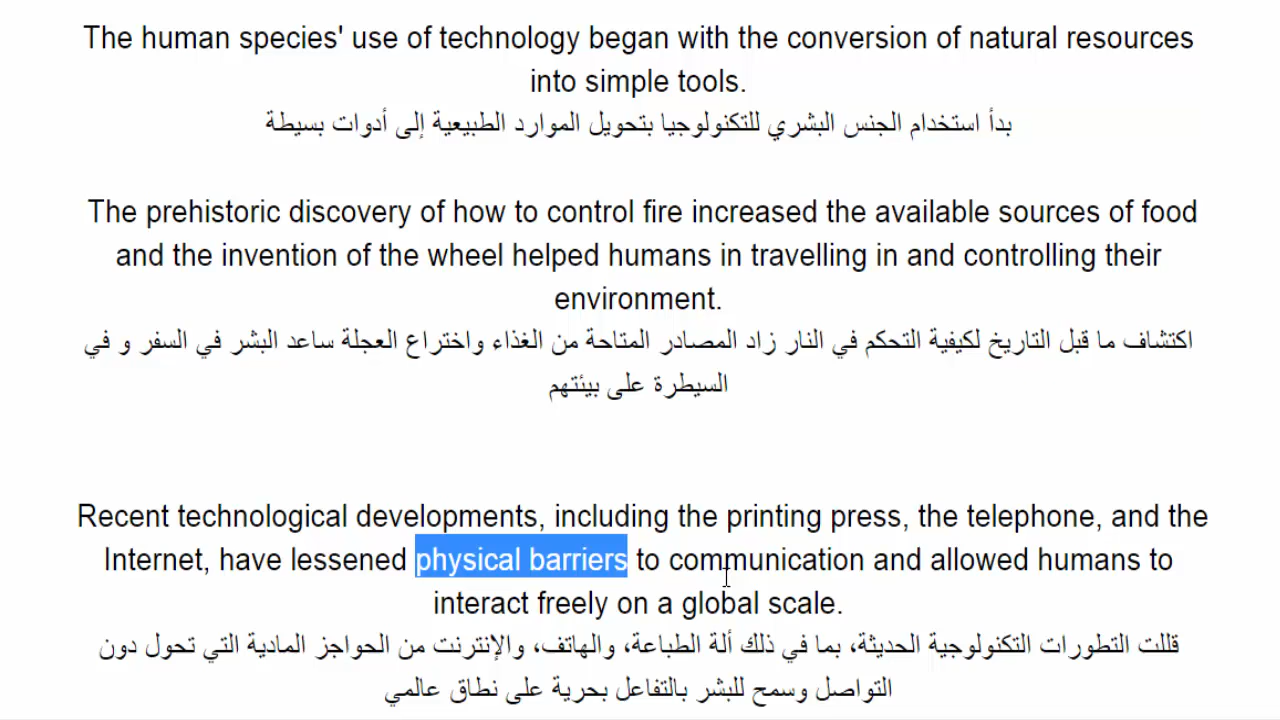 The human species' use of technology began with the conversion of natural resources
into simple tools.
بدأ استخدام الجنس البشري للتكنولوجيا بتحويل الموارد الطبيعية إلى أدوات بسيطة
The prehistoric discovery of how to control fire increased the available sources of food
and the invention of the wheel helped humans in travelling in and controlling their
environment.
اكتشاف ما قبل التاريخ لكيفية التحكم في النار زاد المصادر المتاحة من الغذاء واختراع العجلة ساعد البشر في السفر و في
السيطرة على بيئتهم
Recent technological developments, including the printing press, the telephone, and the
Internet, have lessened physical barriers to communication and allowed humans to
interact freely on a global scale.
قللت التطورات التكنولوجية الحديثة، بما في ذلك ألة الطباعة، والهاتف، والإنترنت من الحواجز المادية التي تحول دون
التواصل وسمح للبشر بالتفاعل بحرية على نطاق عالمي